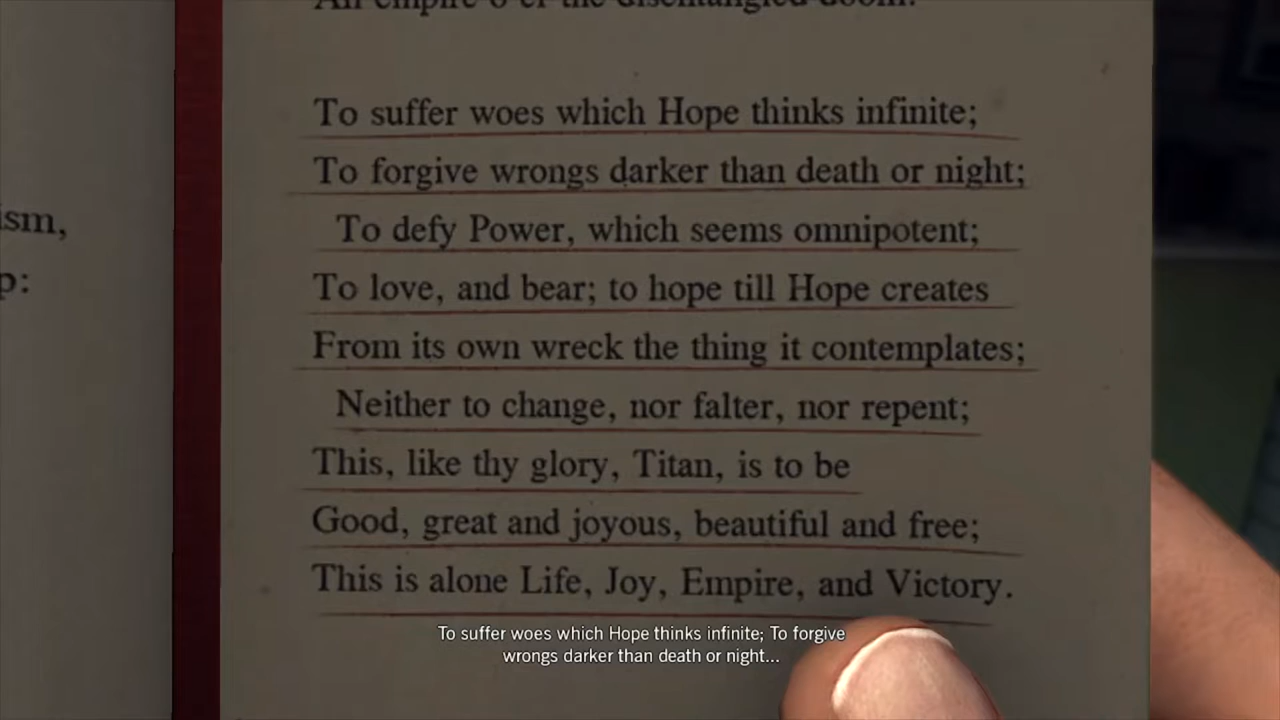 An empire o'er the disentangled doom.
ism,
p:
To suffer woes which Hope thinks infinite;
To forgive wrongs darker than death or night;
To defy Power, which seems omnipotent;
To love, and bear; to hope till Hope creates
From its own wreck the thing it contemplates;
Neither to change, nor falter, nor repent;
This, like thy glory, Titan, is to be
Good, great and joyous, beautiful and free;
This is alone Life, Joy, Empire, and Victory.
To suffer woes which Hope thinks infinite; To forgive
wrongs darker than death or night...